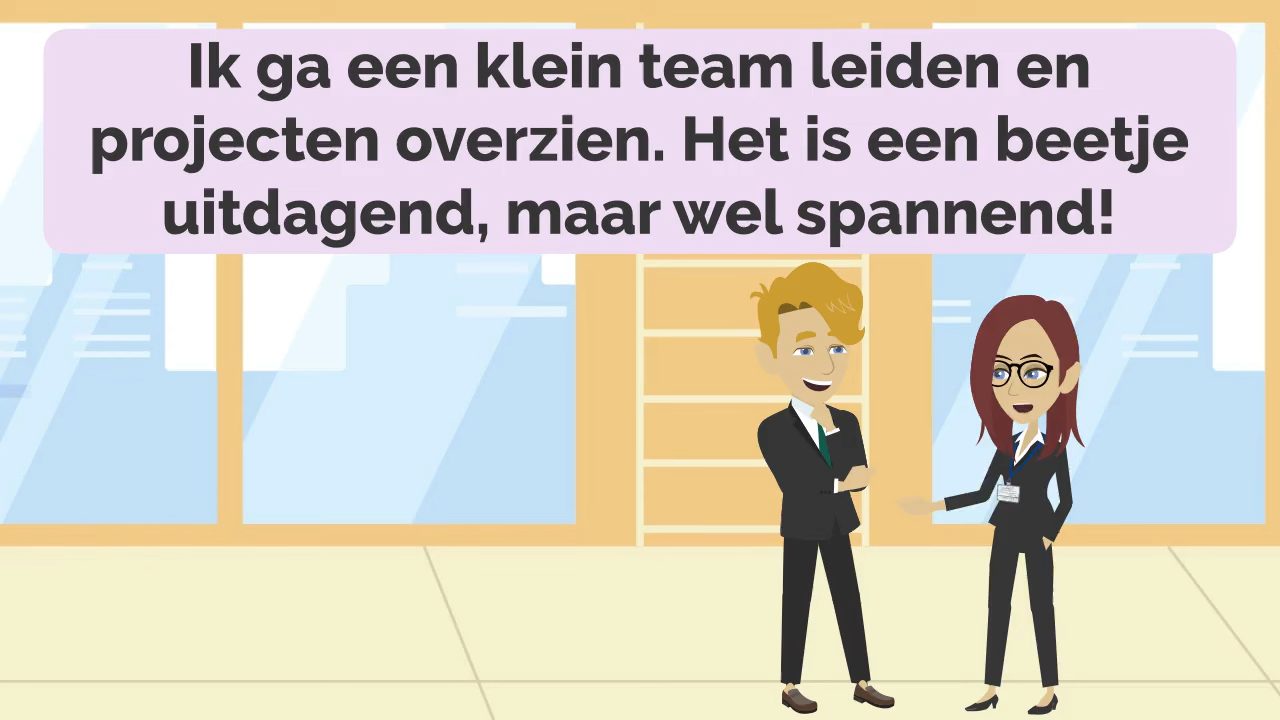 Ik ga een klein team leiden en
projecten overzien. Het is een beetje
uitdagend, maar wel spannend!